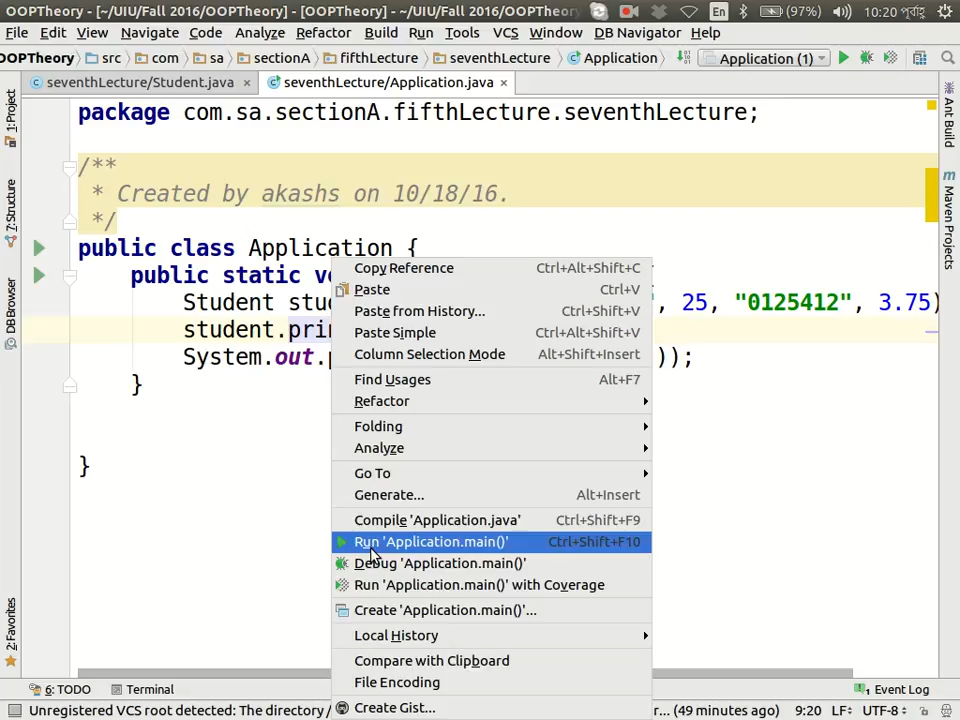 OOPTheory - [~/UIU/Fall 2016/OOPTheory] - [OOPTheory] - ~/UIU/Fall 2016/OOPTheory/ En (97%) 10:20 পূর্বাহ্ণ
File Edit View Navigate Code Analyze Refactor Build Run Tools VCS Window DB Navigator Help
OOPTheory src com sa sectionA fifthLecture seventhLecture Application Application (1)
seventhLecture/Student.java × seventhLecture/Application.java ×
package com.sa.sectionA.fifthLecture.seventhLecture;
/**
* Created by akashs on 10/18/16.
*/
public class Application {
public static
Student 25, "0125412", 3.75)
student.
System.out. ));
}
}
Copy Reference Ctrl+Alt+Shift+C
Paste Ctrl+V
Paste from History...
Paste Simple Ctrl+Alt+Shift+V
Column Selection Mode Alt+Shift+Insert
Find Usages Alt+F7
Refactor
Folding
Analyze
Go To
Generate... Alt+Insert
Compile 'Application.java' Ctrl+Shift+F9
Run 'Application.main()' Ctrl+Shift+F10
Debug 'Application.main()'
Run 'Application.main()' with Coverage
Create 'Application.main()'...
Local History
Compare with Clipboard
File Encoding
Create Gist...
1: Project
7: Structure
DB Browser
2: Favorites
Ant Build
m Maven Projects
6: TODO Terminal 1 Event Log
Unregistered VCS root detected: The directory / r... (49 minutes ago) 9:20 LF UTF-8